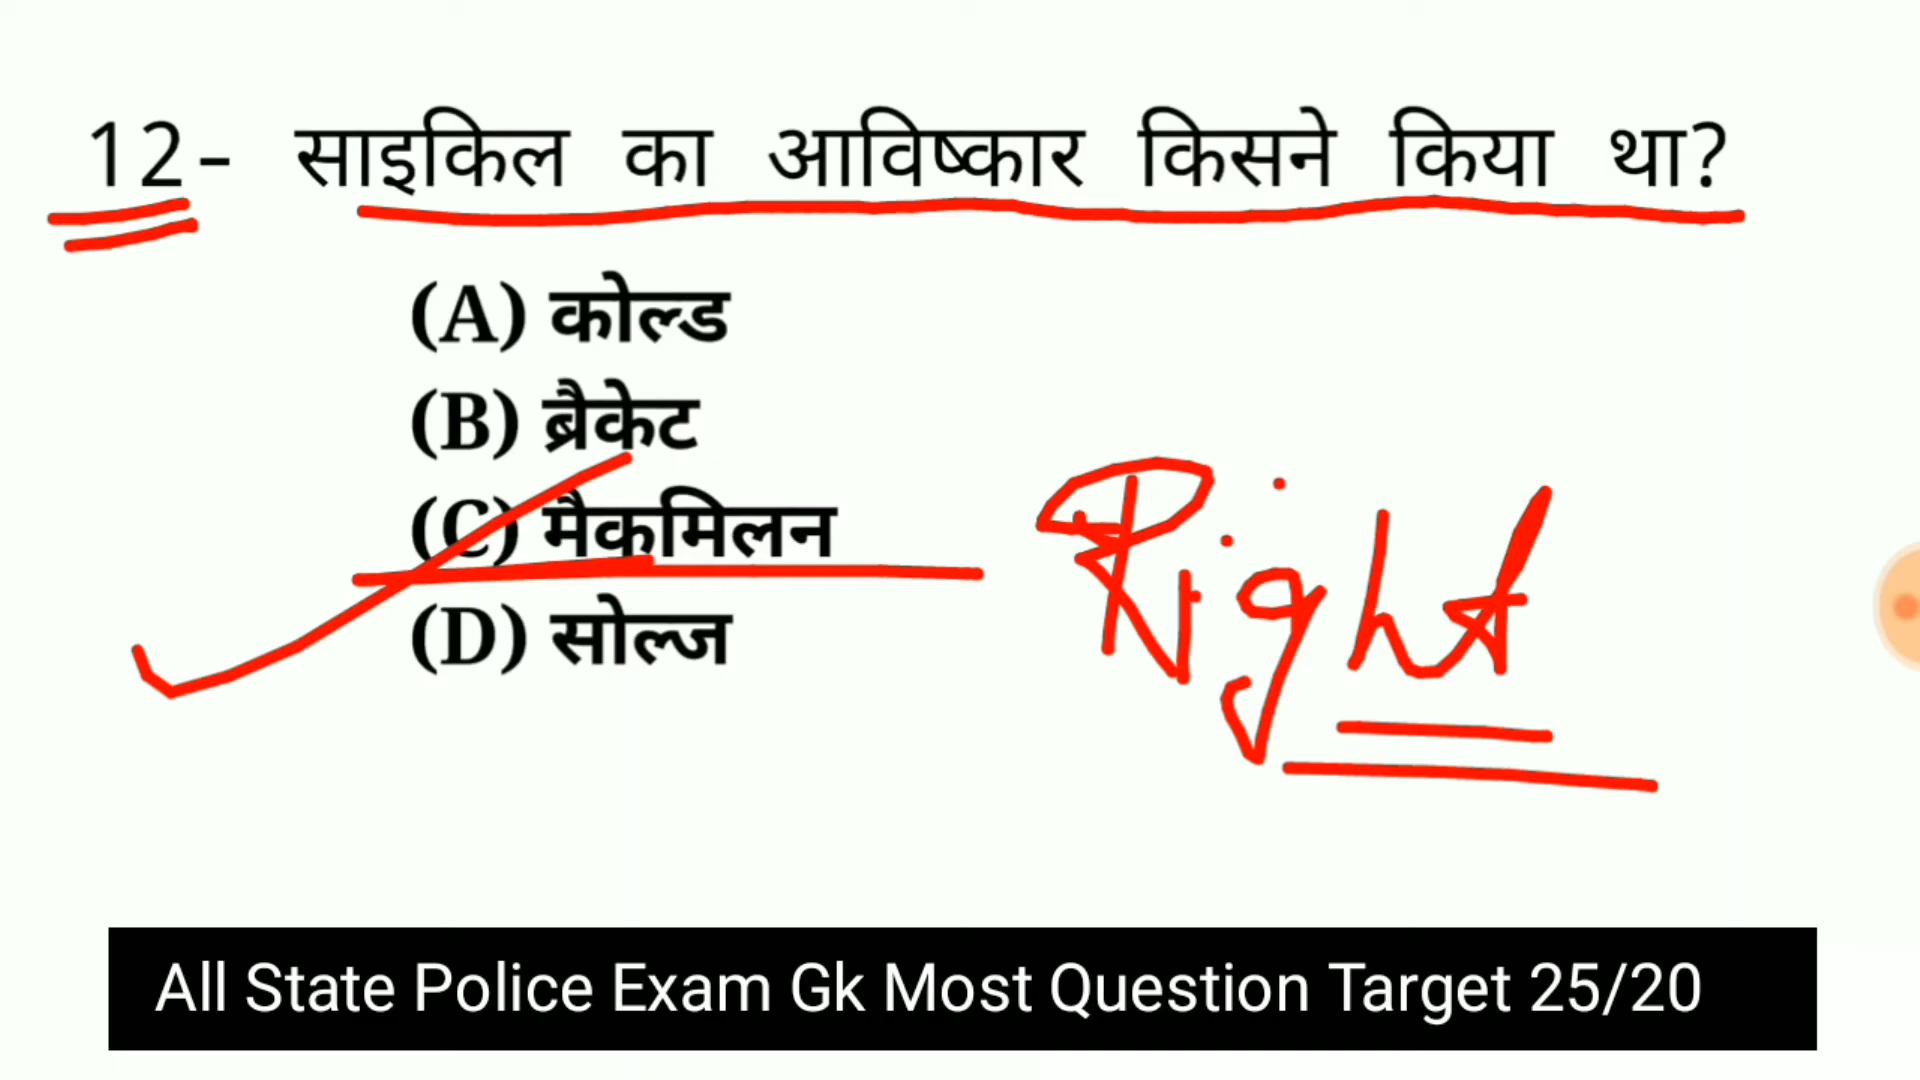 12- साइकिल का आविष्कार किसने किया था?
(A) कोल्ड
(B) ब्रैकेट
(C) मैकमिलन
(D) सोल्ज
Right
All State Police Exam Gk Most Question Target 25/20